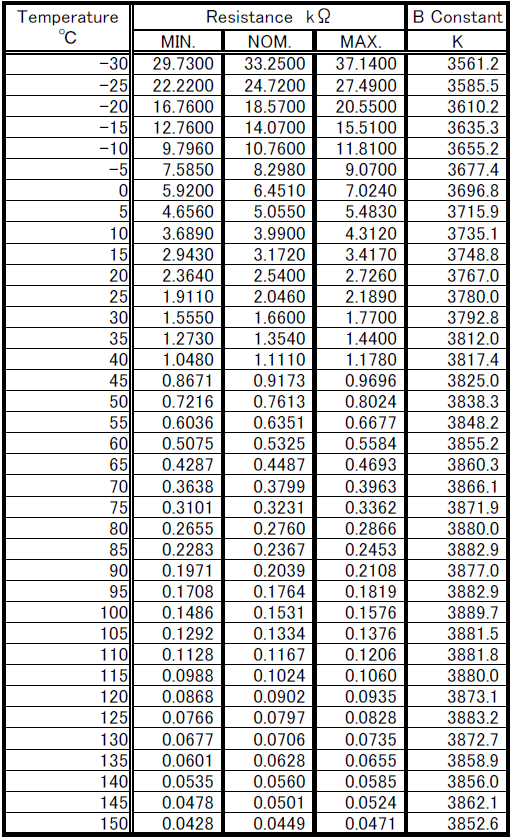 Temperature Resistance kΩ B Constant
℃ MIN. NOM. MAX. K
-30 29.7300 33.2500 37.1400 3561.2
-25 22.2200 24.7200 27.4900 3585.5
-20 16.7600 18.5700 20.5500 3610.2
-15 12.7600 14.0700 15.5100 3635.3
-10 9.7960 10.7600 11.8100 3655.2
-5 7.5850 8.2980 9.0700 3677.4
0 5.9200 6.4510 7.0240 3696.8
5 4.6560 5.0550 5.4830 3715.9
10 3.6890 3.9900 4.3120 3735.1
15 2.9430 3.1720 3.4170 3748.8
20 2.3640 2.5400 2.7260 3767.0
25 1.9110 2.0460 2.1890 3780.0
30 1.5550 1.6600 1.7700 3792.8
35 1.2730 1.3540 1.4400 3812.0
40 1.0480 1.1110 1.1780 3817.4
45 0.8671 0.9173 0.9696 3825.0
50 0.7216 0.7613 0.8024 3838.3
55 0.6036 0.6351 0.6677 3848.2
60 0.5075 0.5325 0.5584 3855.2
65 0.4287 0.4487 0.4693 3860.3
70 0.3638 0.3799 0.3963 3866.1
75 0.3101 0.3231 0.3362 3871.9
80 0.2655 0.2760 0.2866 3880.0
85 0.2283 0.2367 0.2453 3882.9
90 0.1971 0.2039 0.2108 3877.0
95 0.1708 0.1764 0.1819 3882.9
100 0.1486 0.1531 0.1576 3889.7
105 0.1292 0.1334 0.1376 3881.5
110 0.1128 0.1167 0.1206 3881.8
115 0.0988 0.1024 0.1060 3880.0
120 0.0868 0.0902 0.0935 3873.1
125 0.0766 0.0797 0.0828 3883.2
130 0.0677 0.0706 0.0735 3872.7
135 0.0601 0.0628 0.0655 3858.9
140 0.0535 0.0560 0.0585 3856.0
145 0.0478 0.0501 0.0524 3862.1
150 0.0428 0.0449 0.0471 3852.6